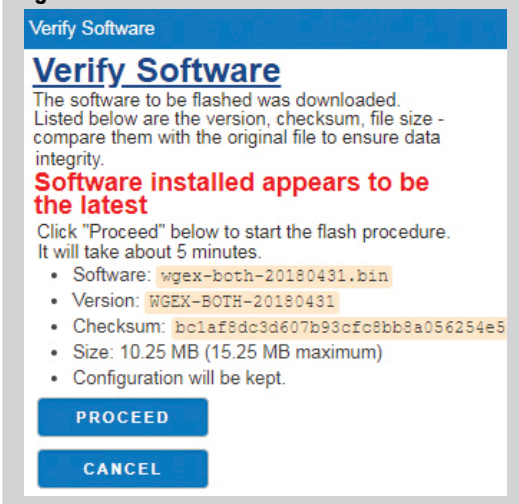 Verify Software
Verify Software
The software to be flashed was downloaded.
Listed below are the version, checksum, file size -
compare them with the original file to ensure data
integrity.
Software installed appears to be
the latest
Click "Proceed" below to start the flash procedure.
It will take about 5 minutes.
• Software: wgex-both-20180431.bin
• Version: WGEX-BOTH-20180431
• Checksum: bc1af8dc3d607b93cfc8bb8a056254e5
• Size: 10.25 MB (15.25 MB maximum)
• Configuration will be kept.
PROCEED
CANCEL